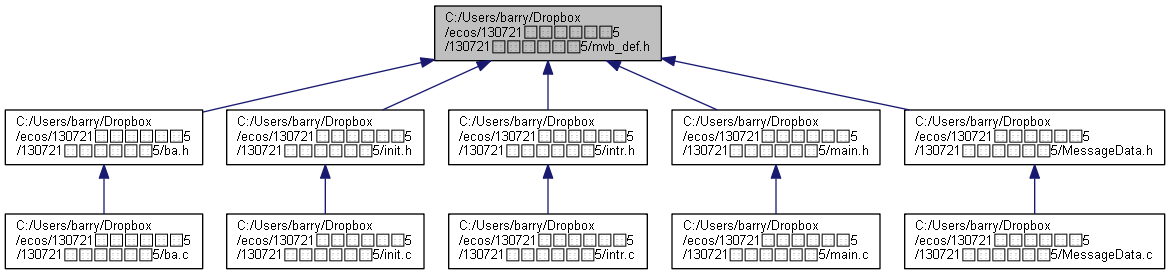 C:/Users/barry/Dropbox
/ecos/130721□□□□□□5
/130721□□□□□□5/mvb_def.h
C:/Users/barry/Dropbox
/ecos/130721□□□□□□5
/130721□□□□□□5/ba.h
C:/Users/barry/Dropbox
/ecos/130721□□□□□□5
/130721□□□□□□5/init.h
C:/Users/barry/Dropbox
/ecos/130721□□□□□□5
/130721□□□□□□5/intr.h
C:/Users/barry/Dropbox
/ecos/130721□□□□□□5
/130721□□□□□□5/main.h
C:/Users/barry/Dropbox
/ecos/130721□□□□□□5
/130721□□□□□□5/MessageData.h
C:/Users/barry/Dropbox
/ecos/130721□□□□□□5
/130721□□□□□□5/ba.c
C:/Users/barry/Dropbox
/ecos/130721□□□□□□5
/130721□□□□□□5/init.c
C:/Users/barry/Dropbox
/ecos/130721□□□□□□5
/130721□□□□□□5/intr.c
C:/Users/barry/Dropbox
/ecos/130721□□□□□□5
/130721□□□□□□5/main.c
C:/Users/barry/Dropbox
/ecos/130721□□□□□□5
/130721□□□□□□5/MessageData.c